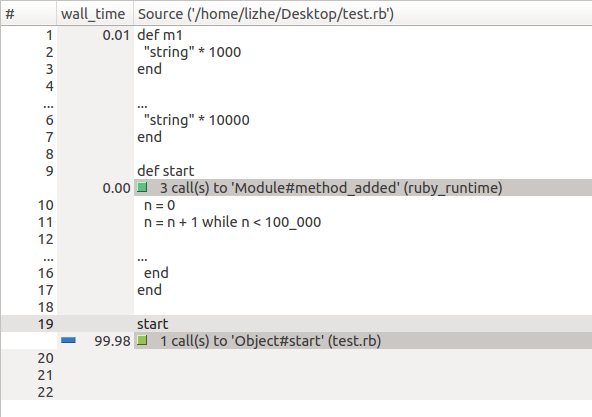 # wall_time Source ('/home/lizhe/Desktop/test.rb')
1 0.01 def m1
2 "string" * 1000
3 end
4
... ...
6 "string" * 10000
7 end
8
9 def start
0.00 3 call(s) to 'Module#method_added' (ruby_runtime)
10 n = 0
11 n = n + 1 while n < 100_000
12
... ...
16 end
17 end
18
19 start
99.98 1 call(s) to 'Object#start' (test.rb)
20
21
22